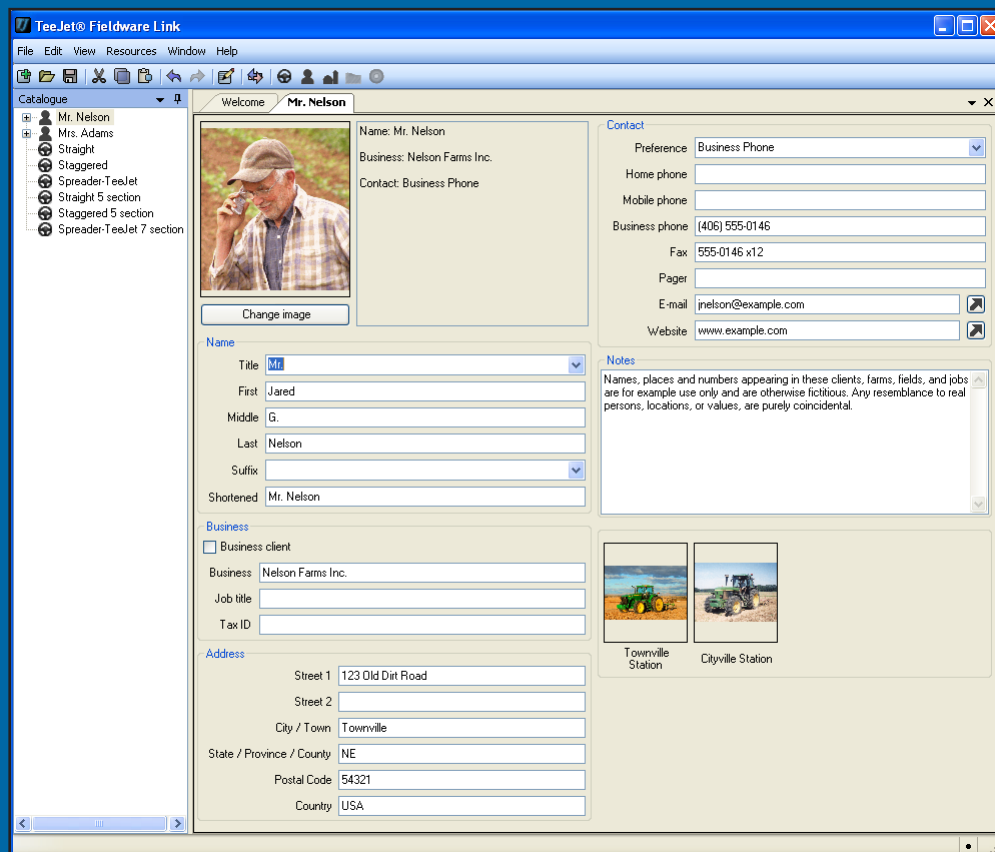 TeeJet® Fieldware Link
File Edit View Resources Window Help
Catalogue
Mr. Nelson
Mrs. Adams
Straight
Staggered
Spreader-TeeJet
Straight 5 section
Staggered 5 section
Spreader-TeeJet 7 section
Welcome Mr. Nelson
Name: Mr. Nelson
Business: Nelson Farms Inc.
Contact: Business Phone
Change image
Name
Title Mr.
First Jared
Middle G.
Last Nelson
Suffix
Shortened Mr. Nelson
Business
Business client
Business Nelson Farms Inc.
Job title
Tax ID
Address
Street 1 123 Old Dirt Road
Street 2
City / Town Townville
State / Province / County NE
Postal Code 54321
Country USA
Contact
Preference Business Phone
Home phone
Mobile phone
Business phone (406) 555-0146
Fax 555-0146 x12
Pager
E-mail jnelson@example.com
Website www.example.com
Notes
Names, places and numbers appearing in these clients, farms, fields, and jobs
are for example use only and are otherwise fictitious. Any resemblance to real
persons, locations, or values, are purely coincidental.
Townville
Station
Cityville Station